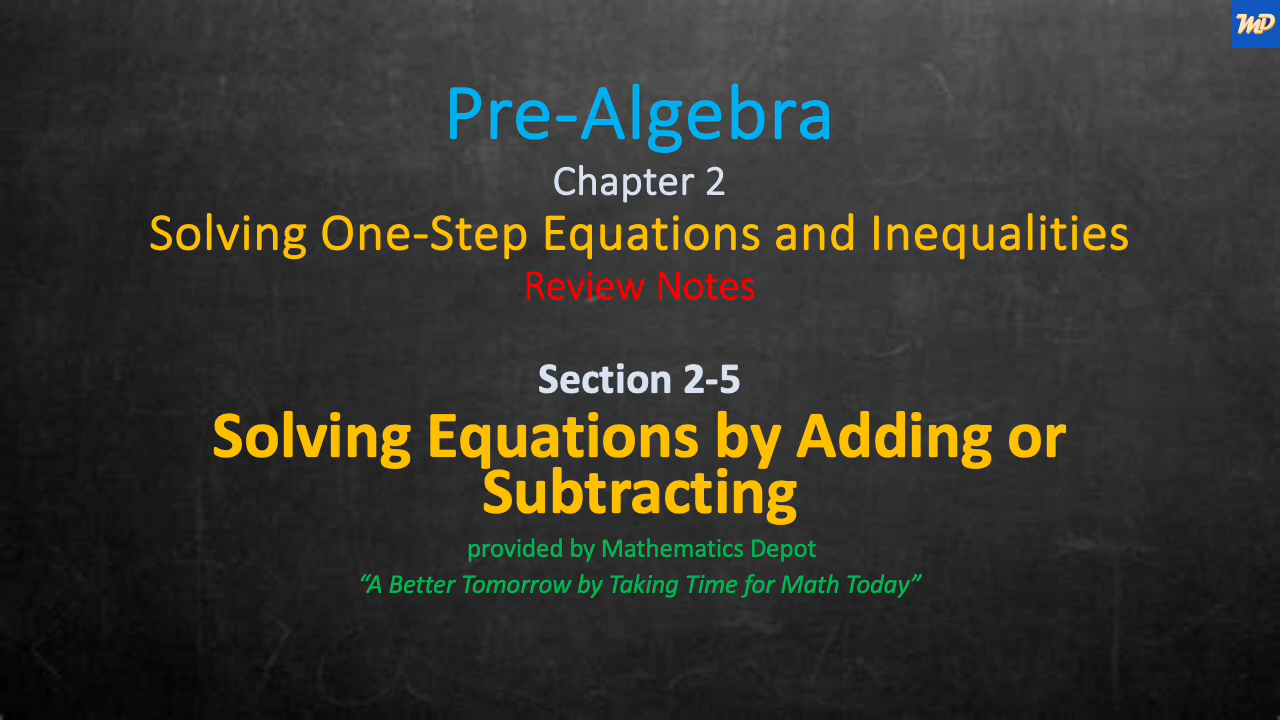 MD
Pre-Algebra
Chapter 2
Solving One-Step Equations and Inequalities
Review Notes
Section 2-5
Solving Equations by Adding or
Subtracting
provided by Mathematics Depot
“A Better Tomorrow by Taking Time for Math Today”